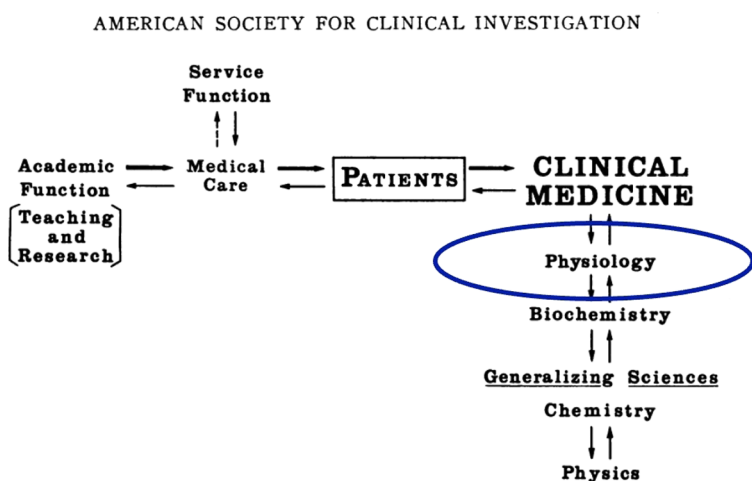 AMERICAN SOCIETY FOR CLINICAL INVESTIGATION
Service
Function
Academic
Function
[Teaching
and
Research]
Medical
Care
PATIENTS
CLINICAL
MEDICINE
Physiology
Biochemistry
Generalizing Sciences
Chemistry
Physics